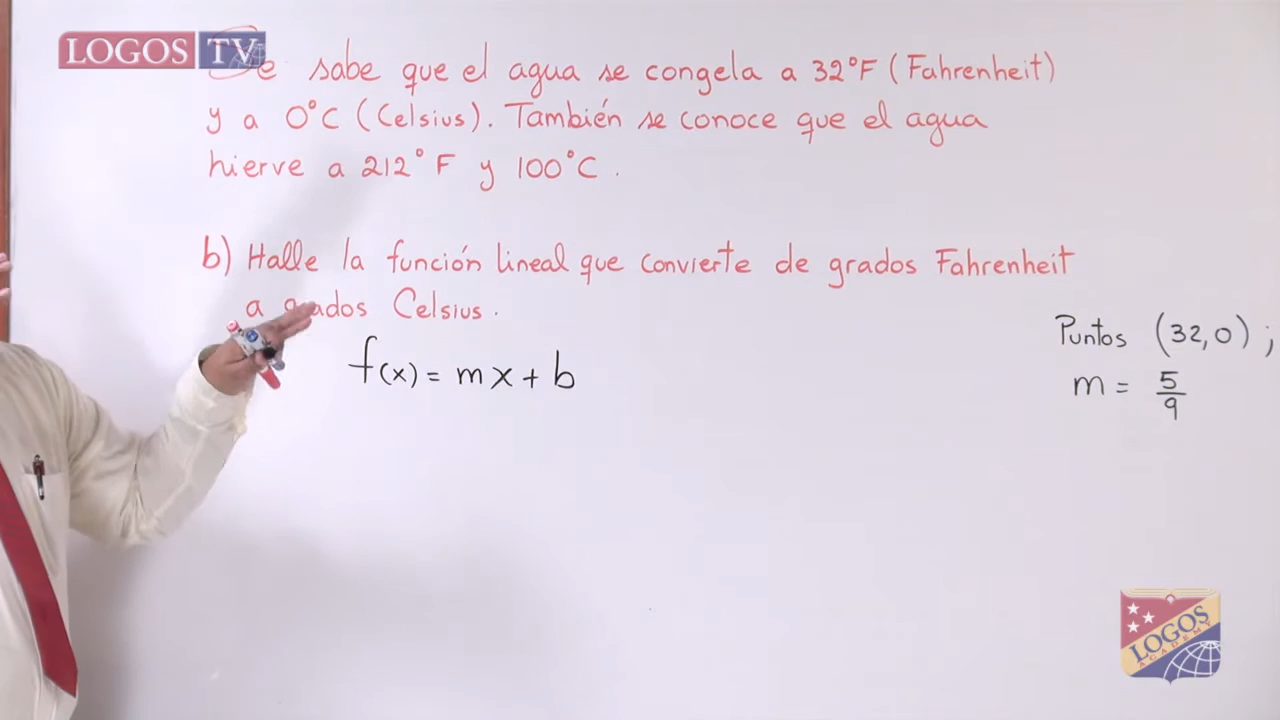 LOGOS TV
Se sabe que el agua se congela a 32°F (Fahrenheit)
y a 0°C (Celsius). También se conoce que el agua
hierve a 212°F y 100°C.
b) Halle la función lineal que convierte de grados Fahrenheit
a grados Celsius.
f(x) = mx + b
Puntos (32,0);
m = 5/9
LOGOS
ACADEMY